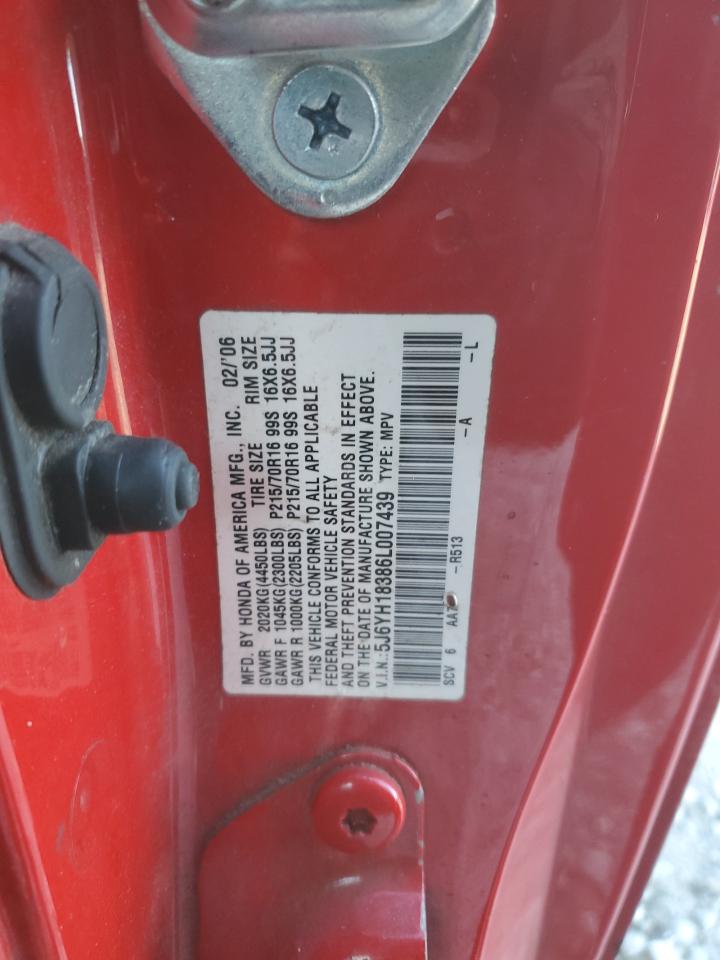 MFD. BY HONDA OF AMERICA MFG., INC. 02/'06
GVWR 2020KG(4450LBS) TIRE SIZE RIM SIZE
GAWR F 1045KG(2300LBS) P215/70R16 99S 16X6.5JJ
GAWR R 1000KG(2205LBS) P215/70R16 99S 16X6.5JJ
THIS VEHICLE CONFORMS TO ALL APPLICABLE
FEDERAL MOTOR VEHICLE SAFETY
AND THEFT PREVENTION STANDARDS IN EFFECT
ON THE DATE OF MANUFACTURE SHOWN ABOVE.
V.I.N.:5J6YH18386L007439 TYPE: MPV
SCV 6 -R513 -A -L